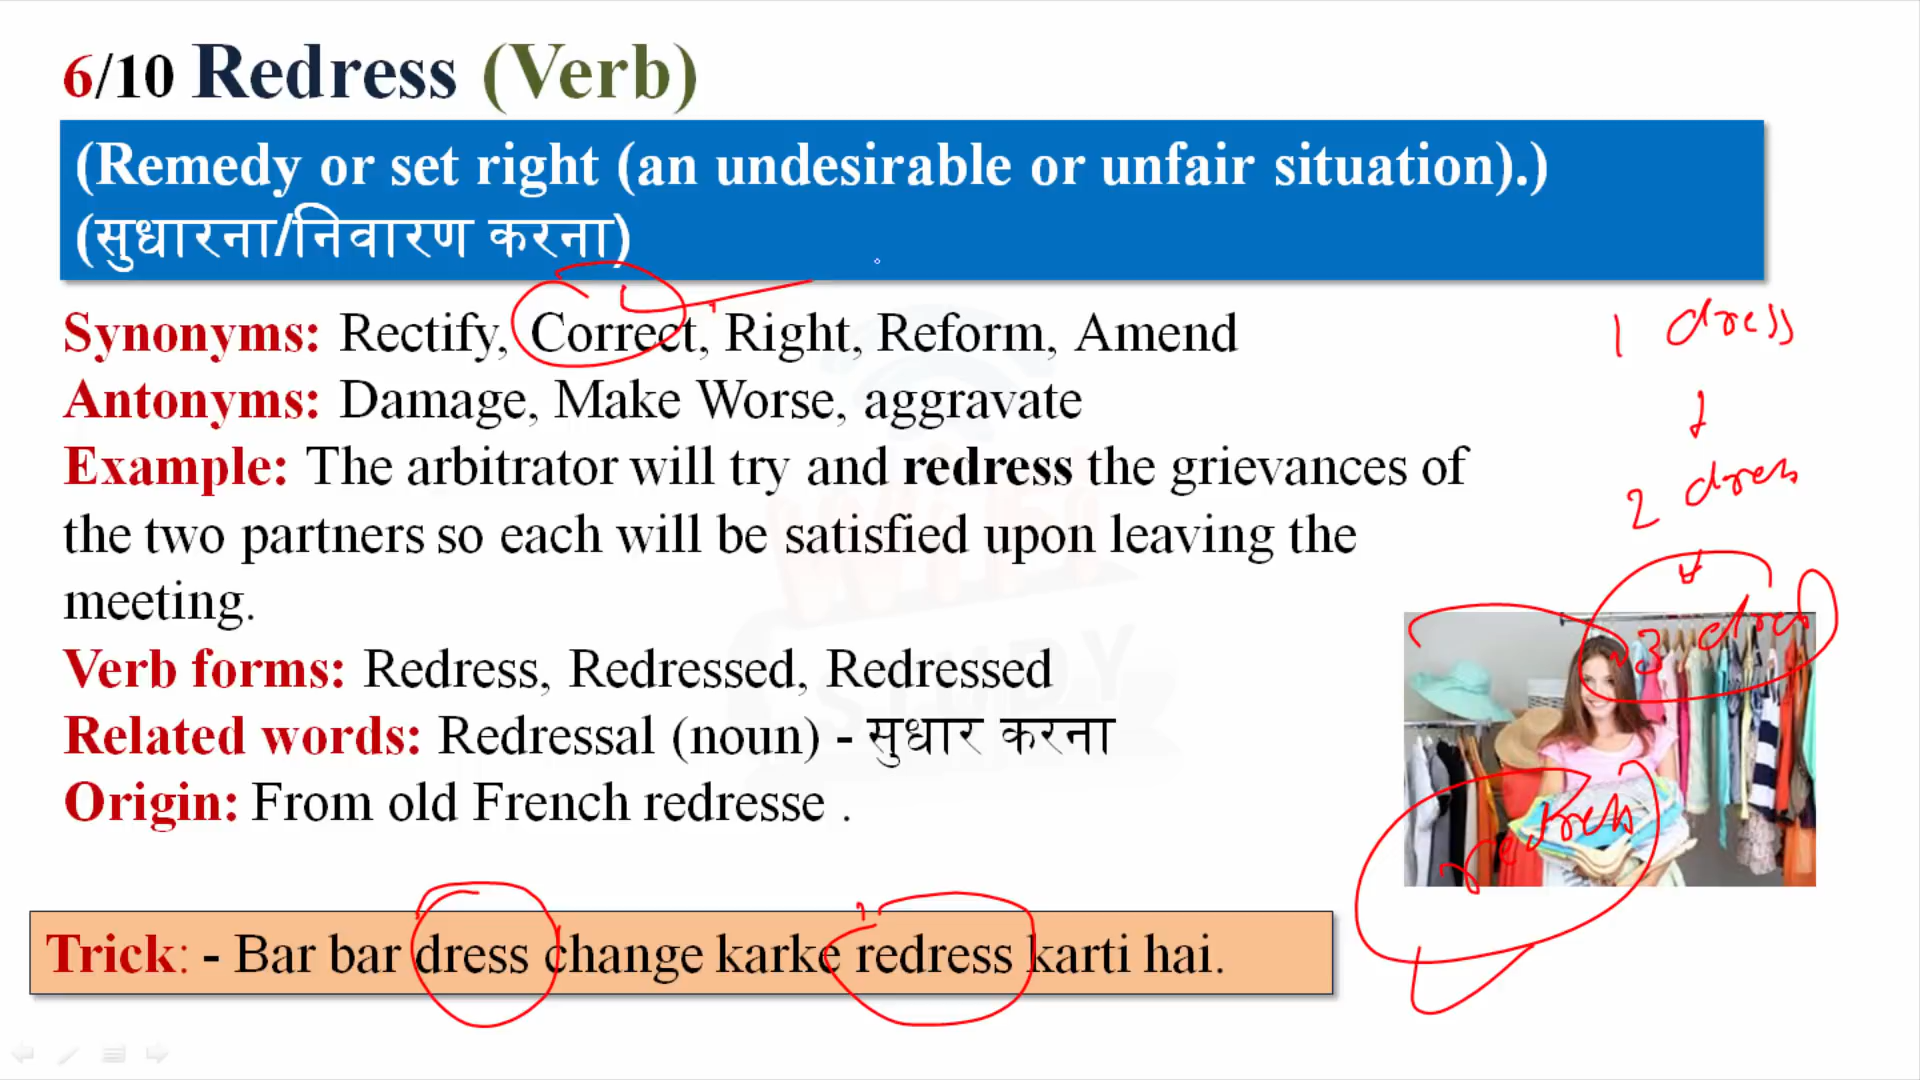 6/10 Redress (Verb)
(Remedy or set right (an undesirable or unfair situation).)
(सुधारना/निवारण करना)
Synonyms: Rectify, Correct, Right, Reform, Amend
Antonyms: Damage, Make Worse, aggravate
Example: The arbitrator will try and redress the grievances of
the two partners so each will be satisfied upon leaving the
meeting.
Verb forms: Redress, Redressed, Redressed
Related words: Redressal (noun) - सुधार करना
Origin: From old French redresse .
Trick: - Bar bar dress change karke redress karti hai.
1 dress
2 dress
3 dress
redress
WiFi
STUDY